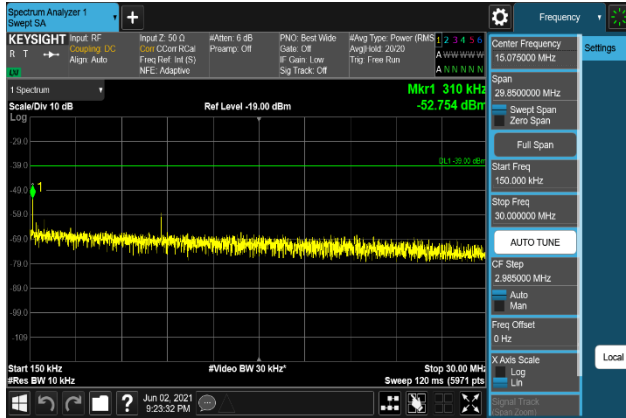 Spectrum Analyzer 1
Swept SA
+
Frequency
KEYSIGHT
R T
LW
Input: RF
Coupling: DC
Align: Auto
Input Z: 50 Ω
Corr CCorr RCal
Freq Ref: Int (S)
NFE: Adaptive
#Atten: 6 dB
Preamp: Off
PNO: Best Wide
Gate: Off
IF Gain: Low
Sig Track: Off
#Avg Type: Power (RMS
Avg|Hold: 20/20
Trig: Free Run
1 2 3 4 5 6
A W W W W W
A N N N N N
1 Spectrum
Scale/Div 10 dB
Log
Ref Level -19.00 dBm
Mkr1 310 kHz
-52.754 dBm
DL1 -39.00 dBm
-29.0
-39.0
-49.0
-59.0
-69.0
-79.0
-89.0
-99.0
-109
1
Start 150 kHz
#Res BW 10 kHz
#Video BW 30 kHz*
Stop 30.00 MHz
Sweep 120 ms (5971 pts)
Jun 02, 2021
9:23:32 PM
?
Center Frequency
15.075000 MHz
Settings
Span
29.8500000 MHz
Swept Span
Zero Span
Full Span
Start Freq
150.000 kHz
Stop Freq
30.000000 MHz
AUTO TUNE
CF Step
2.985000 MHz
Auto
Man
Freq Offset
0 Hz
X Axis Scale
Log
Lin
Local
Signal Track
(Span Zoom)